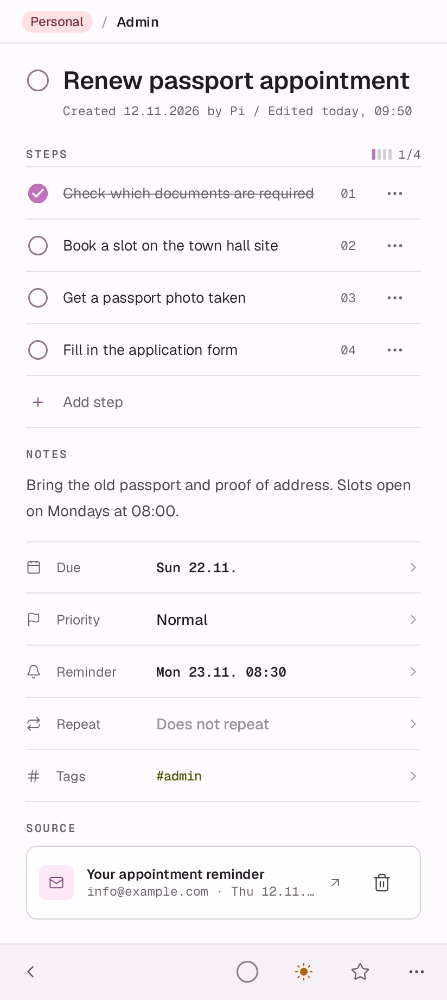 Personal / Admin
Renew passport appointment
Created 12.11.2026 by Pi / Edited today, 09:50
STEPS 1/4
Check which documents are required 01
Book a slot on the town hall site 02
Get a passport photo taken 03
Fill in the application form 04
Add step
NOTES
Bring the old passport and proof of address. Slots open
on Mondays at 08:00.
Due Sun 22.11.
Priority Normal
Reminder Mon 23.11. 08:30
Repeat Does not repeat
Tags #admin
SOURCE
Your appointment reminder
info@example.com · Thu 12.11.…